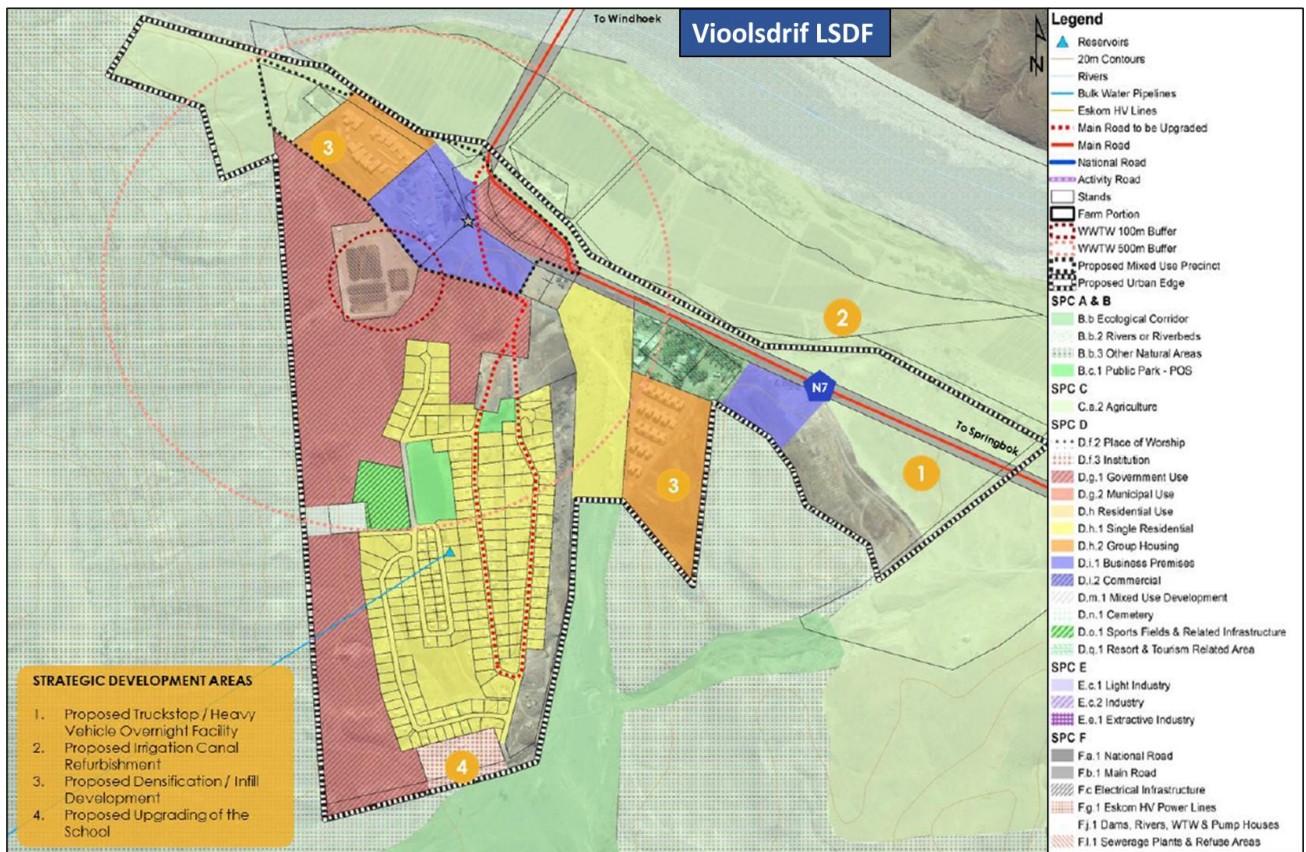 To Windhoek
Vioolsdrif LSDF
N
3
2
N7
To Springbok
1
3
4
STRATEGIC DEVELOPMENT AREAS
1. Proposed Truckstop / Heavy
Vehicle Overnight Facility
2. Proposed Irrigation Canal
Refurbishment
3. Proposed Densification / Infill
Development
4. Proposed Upgrading of the
School
Legend
Reservoirs
20m Contours
Rivers
Bulk Water Pipelines
Eskom HV Lines
Main Road to be Upgraded
Main Road
National Road
Activity Road
Stands
Farm Portion
WWTW 100m Buffer
WWTW 500m Buffer
Proposed Mixed Use Precinct
Proposed Urban Edge
SPC A & B
B.b Ecological Corridor
B.b.2 Rivers or Riverbeds
B.b.3 Other Natural Areas
B.c.1 Public Park - POS
SPC C
C.a.2 Agriculture
SPC D
D.f.2 Place of Worship
D.f.3 Institution
D.g.1 Government Use
D.g.2 Municipal Use
D.h Residential Use
D.h.1 Single Residential
D.h.2 Group Housing
D.i.1 Business Premises
D.i.2 Commercial
D.m.1 Mixed Use Development
D.n.1 Cemetery
D.o.1 Sports Fields & Related Infrastructure
D.q.1 Resort & Tourism Related Area
SPC E
E.c.1 Light Industry
E.c.2 Industry
E.e.1 Extractive Industry
SPC F
F.a.1 National Road
F.b.1 Main Road
F.c Electrical Infrastructure
F.g.1 Eskom HV Power Lines
F.j.1 Dams, Rivers, WTW & Pump Houses
F.l.1 Sewerage Plants & Refuse Areas